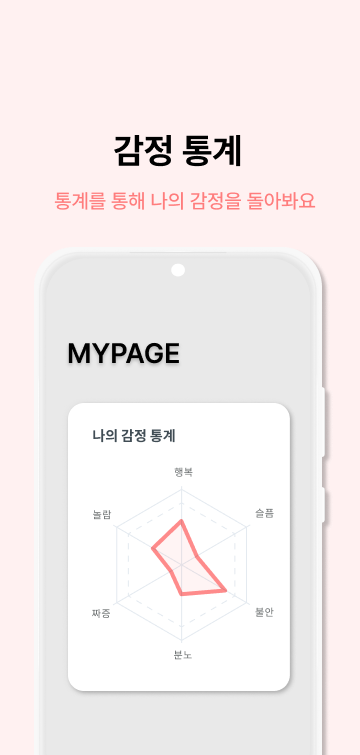 감정 통계
통계를 통해 나의 감정을 돌아봐요
MYPAGE
나의 감정 통계
행복
놀람
슬픔
짜증
불안
분노